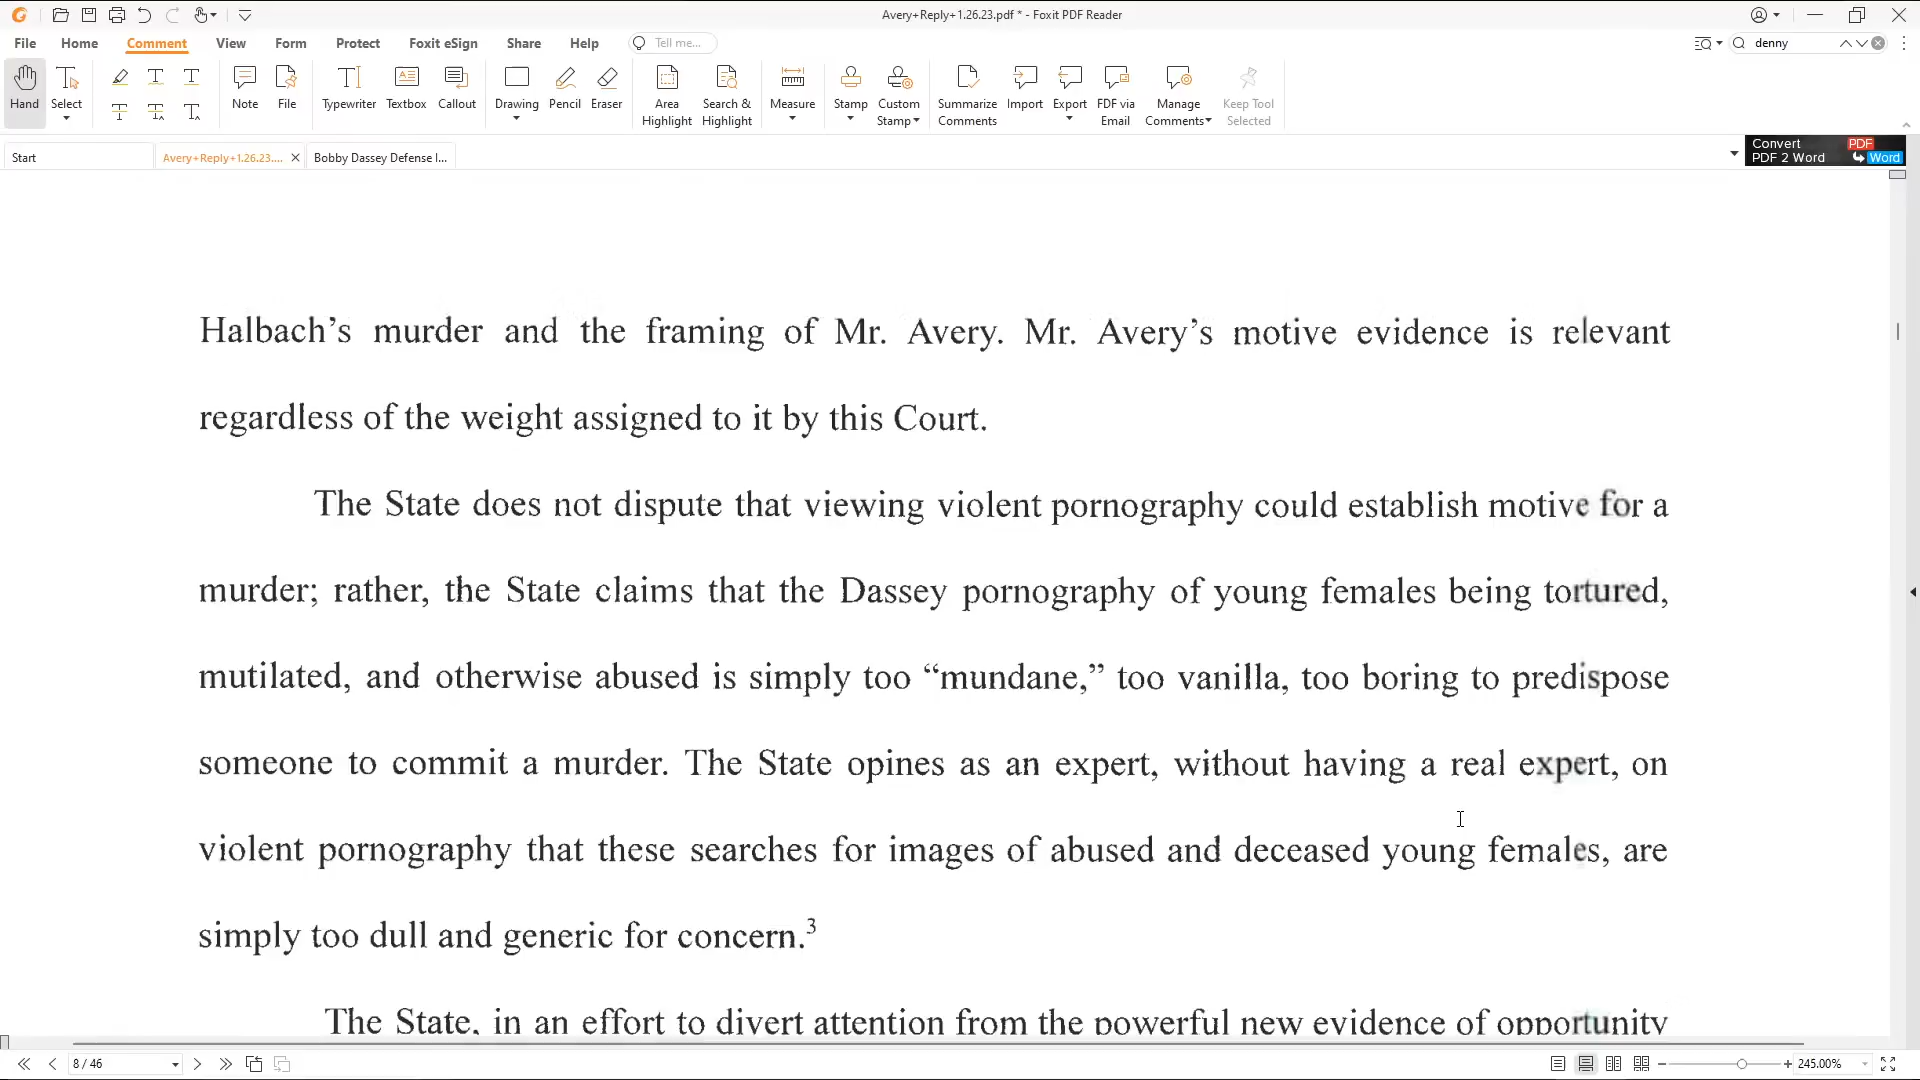 Avery+Reply+1.26.23.pdf * - Foxit PDF Reader
File Home Comment View Form Protect Foxit eSign Share Help Tell me... denny
Hand Select Note File Typewriter Textbox Callout Drawing Pencil Eraser Area Highlight Search & Highlight Measure Stamp Custom Stamp Summarize Comments Import Export FDF via Email Manage Comments Keep Tool Selected
Start Avery+Reply+1.26.23.... Bobby Dassey Defense I... Convert PDF 2 Word PDF Word
Halbach’s murder and the framing of Mr. Avery. Mr. Avery’s motive evidence is relevant
regardless of the weight assigned to it by this Court.
The State does not dispute that viewing violent pornography could establish motive for a
murder; rather, the State claims that the Dassey pornography of young females being tortured,
mutilated, and otherwise abused is simply too “mundane,” too vanilla, too boring to predispose
someone to commit a murder. The State opines as an expert, without having a real expert, on
violent pornography that these searches for images of abused and deceased young females, are
simply too dull and generic for concern.3
The State, in an effort to divert attention from the powerful new evidence of opportunity
8 / 46 245.00%